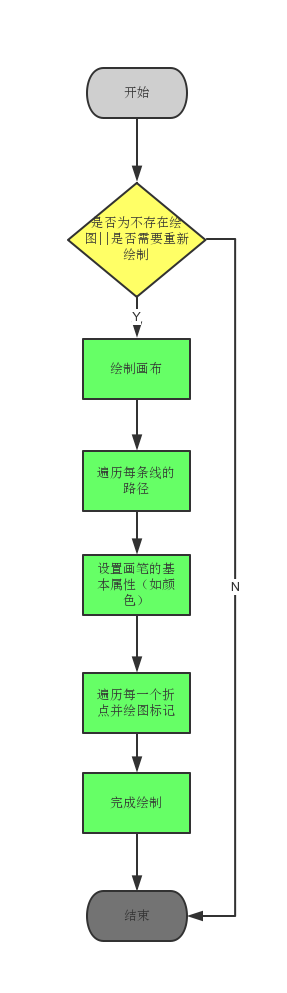 开始
是否为不存在绘
图||是否需要重新
绘制
Y
绘制画布
遍历每条线的
路径
设置画笔的基
本属性（如颜
色）
N
遍历每一个折
点并绘图标记
完成绘制
结束